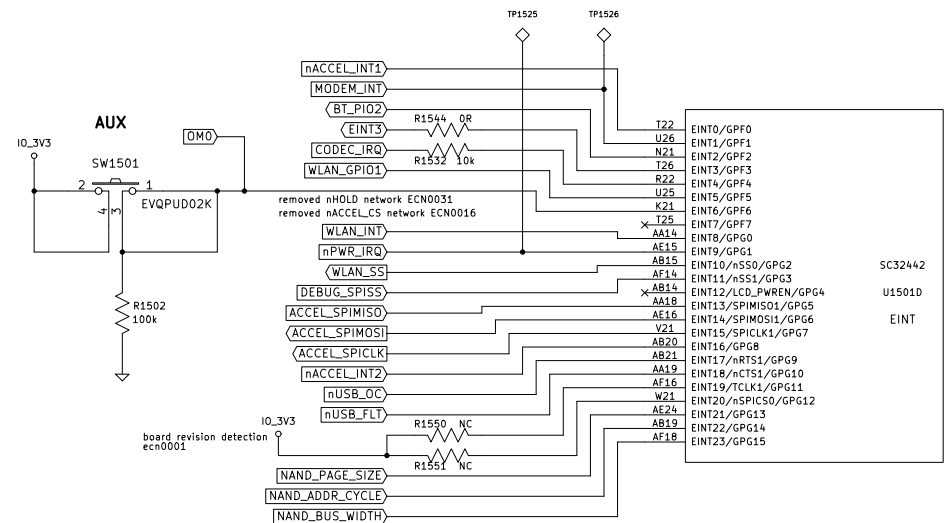 TP1525
TP1526
nACCEL_INT1
MODEM_INT
BT_PIO2
EINT3
R1544 0R
CODEC_IRQ
R1532 10k
WLAN_GPIO1
AUX
IO_3V3
SW1501
2
1
4
3
EVQPUD02K
OM0
removed nHOLD network ECN0031
removed nACCEL_CS network ECN0016
R1502
100k
WLAN_INT
nPWR_IRQ
WLAN_SS
DEBUG_SPISS
ACCEL_SPIMISO
ACCEL_SPIMOSI
ACCEL_SPICLK
nACCEL_INT2
nUSB_OC
nUSB_FLT
IO_3V3
board revision detection
ecn0001
R1550 NC
R1551 NC
NAND_PAGE_SIZE
NAND_ADDR_CYCLE
NAND_BUS_WIDTH
T22 EINT0/GPF0
U26 EINT1/GPF1
N21 EINT2/GPF2
T26 EINT3/GPF3
R22 EINT4/GPF4
U25 EINT5/GPF5
K21 EINT6/GPF6
T25 EINT7/GPF7
AA14 EINT8/GPG0
AE15 EINT9/GPG1
AB15 EINT10/nSS0/GPG2
AF14 EINT11/nSS1/GPG3
AB14 EINT12/LCD_PWREN/GPG4
AA18 EINT13/SPIMISO1/GPG5
AE16 EINT14/SPIMOSI1/GPG6
V21 EINT15/SPICLK1/GPG7
AB20 EINT16/GPG8
AB21 EINT17/nRTS1/GPG9
AA19 EINT18/nCTS1/GPG10
AF16 EINT19/TCLK1/GPG11
W21 EINT20/nSPICS0/GPG12
AE24 EINT21/GPG13
AB19 EINT22/GPG14
AF18 EINT23/GPG15
SC32442
U1501D
EINT